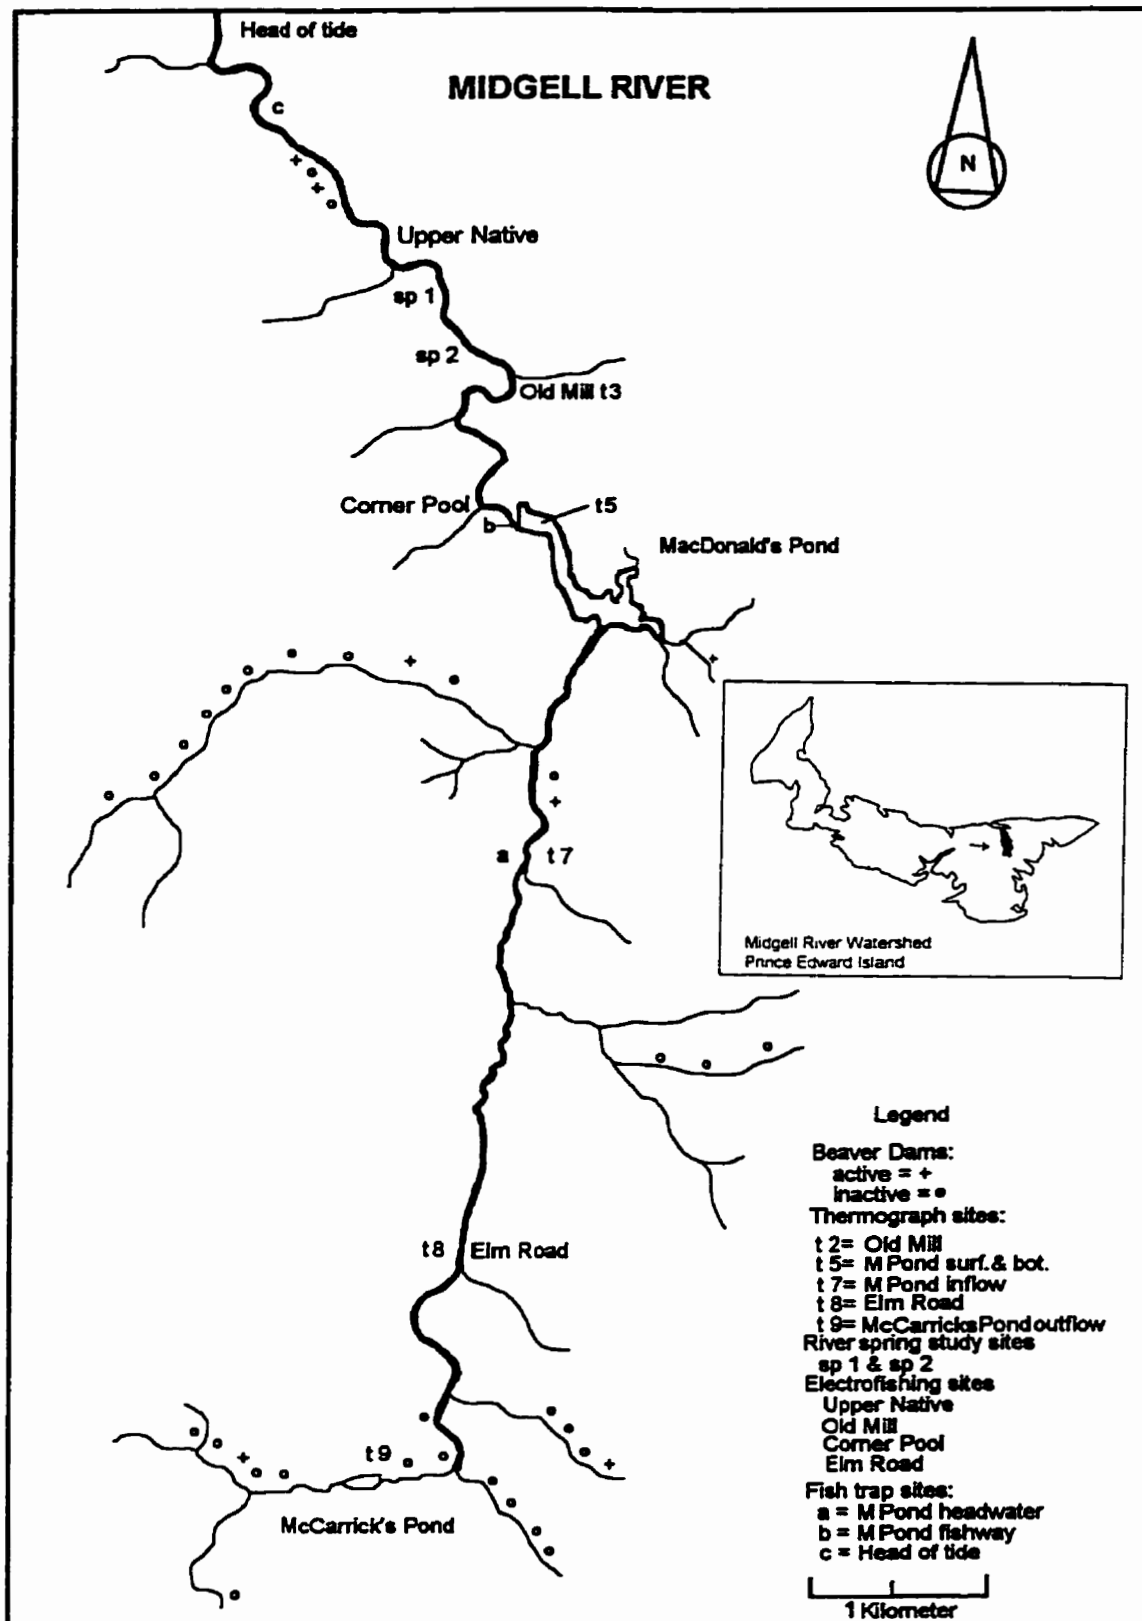 Head of tide
MIDGELL RIVER
N
c
Upper Native
sp 1
sp 2
Old Mill t3
Corner Pool
b
t5
MacDonald's Pond
a
t7
Midgell River Watershed
Prince Edward Island
t8
Elm Road
t9
McCarrick's Pond
Legend
Beaver Dams:
active = +
inactive = •
Thermograph sites:
t 2= Old Mill
t 5= M Pond surf.& bot.
t 7= M Pond inflow
t 8= Elm Road
t 9= McCarricks Pond outflow
River spring study sites
sp 1 & sp 2
Electrofishing sites
Upper Native
Old Mill
Corner Pool
Elm Road
Fish trap sites:
a = M Pond headwater
b = M Pond fishway
c = Head of tide
1 Kilometer